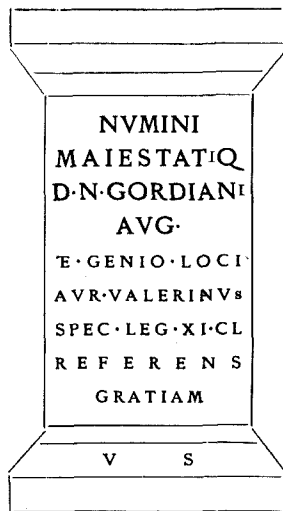 NVMINI
MAIESTATIQ
D·N·GORDIANI
AVG·
E·GENIO·LOCI
AVR·VALERINVS
SPEC·LEG·XI·CL
REFERENS
GRATIAM
V S